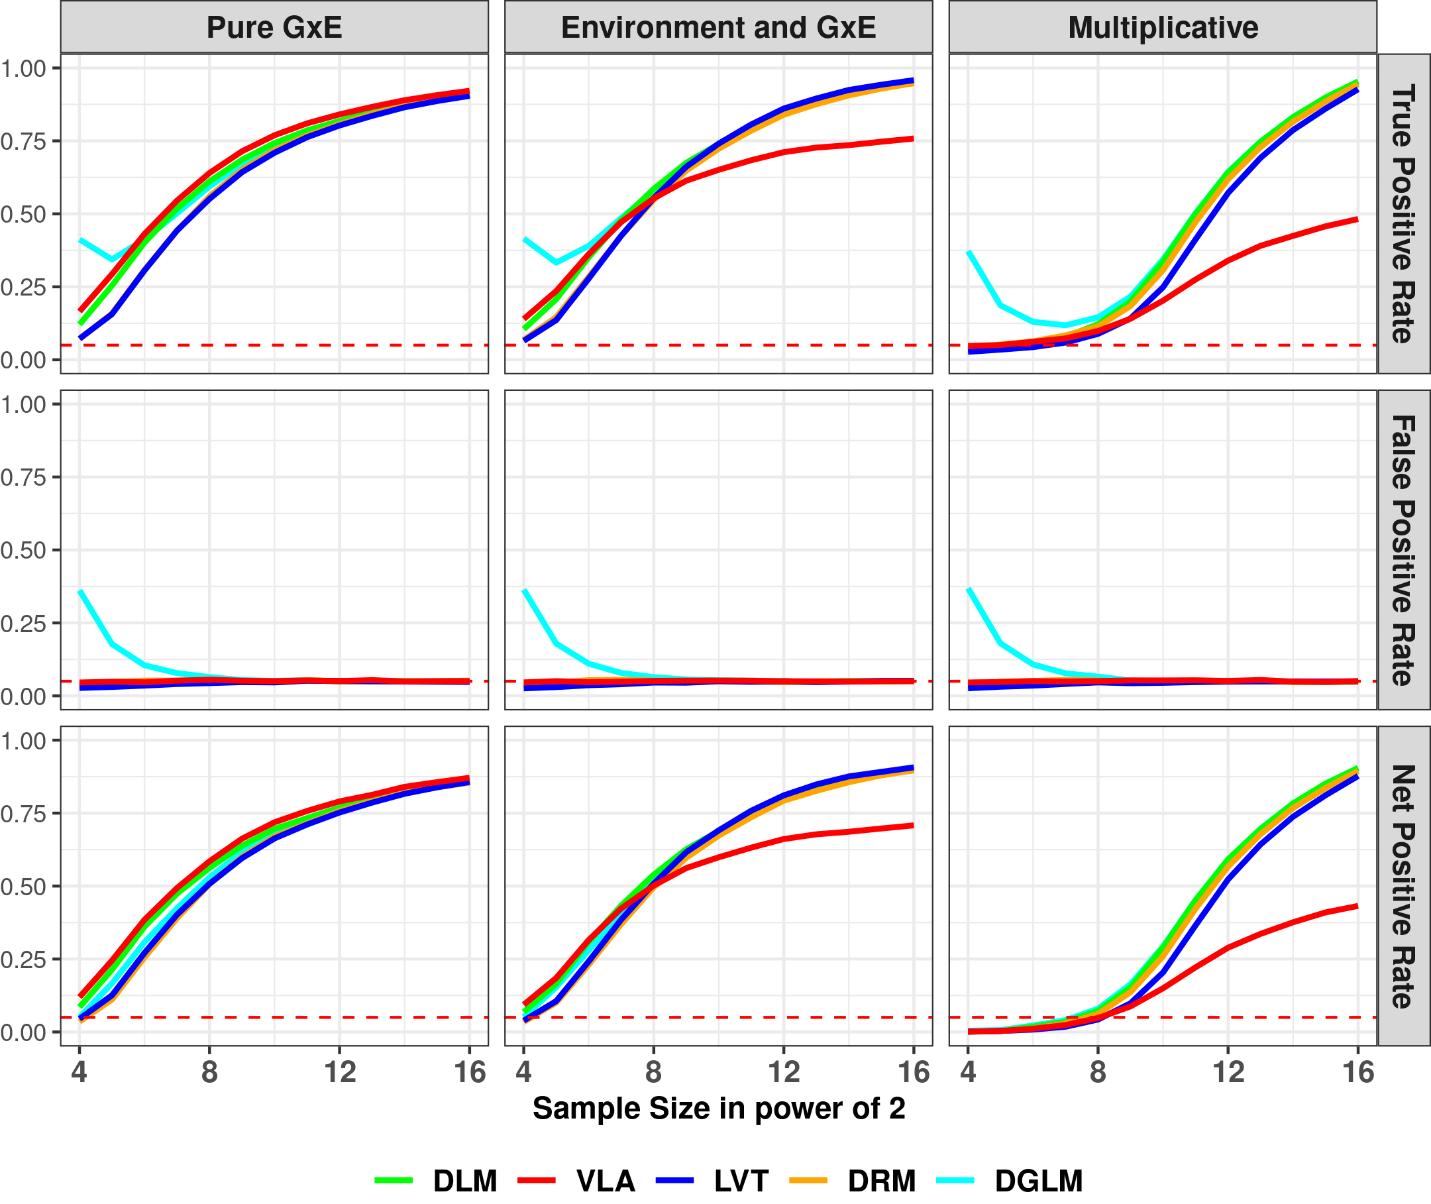 Pure GxE
Environment and GxE
Multiplicative
1.00
0.75
0.50
0.25
0.00
True Positive Rate
1.00
0.75
0.50
0.25
0.00
False Positive Rate
1.00
0.75
0.50
0.25
0.00
Net Positive Rate
4 8 12 16
4 8 12 16
4 8 12 16
Sample Size in power of 2
DLM VLA LVT DRM DGLM